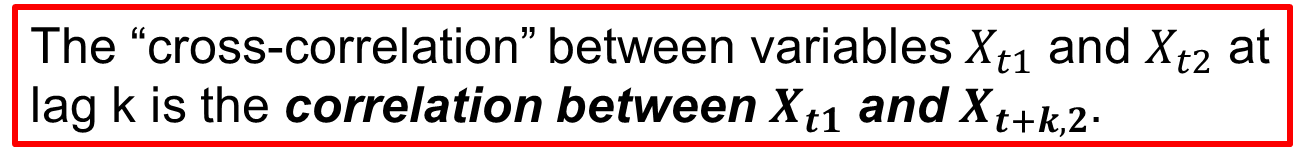 The “cross-correlation” between variables $X_{t1}$ and $X_{t2}$ at
lag k is the correlation between $X_{t1}$ and $X_{t+k,2}$.